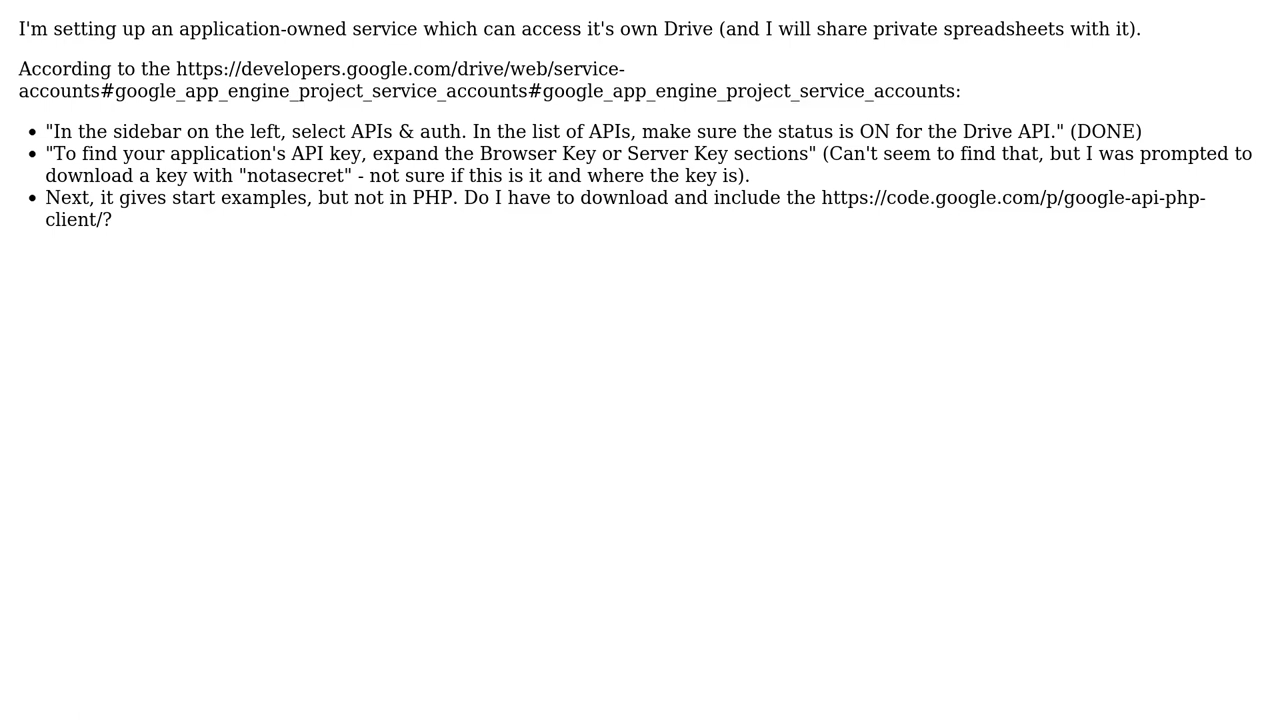 I'm setting up an application-owned service which can access it's own Drive (and I will share private spreadsheets with it).
According to the https://developers.google.com/drive/web/service-
accounts#google_app_engine_project_service_accounts#google_app_engine_project_service_accounts:
• "In the sidebar on the left, select APIs & auth. In the list of APIs, make sure the status is ON for the Drive API." (DONE)
• "To find your application's API key, expand the Browser Key or Server Key sections" (Can't seem to find that, but I was prompted to
download a key with "notasecret" - not sure if this is it and where the key is).
• Next, it gives start examples, but not in PHP. Do I have to download and include the https://code.google.com/p/google-api-php-
client/?